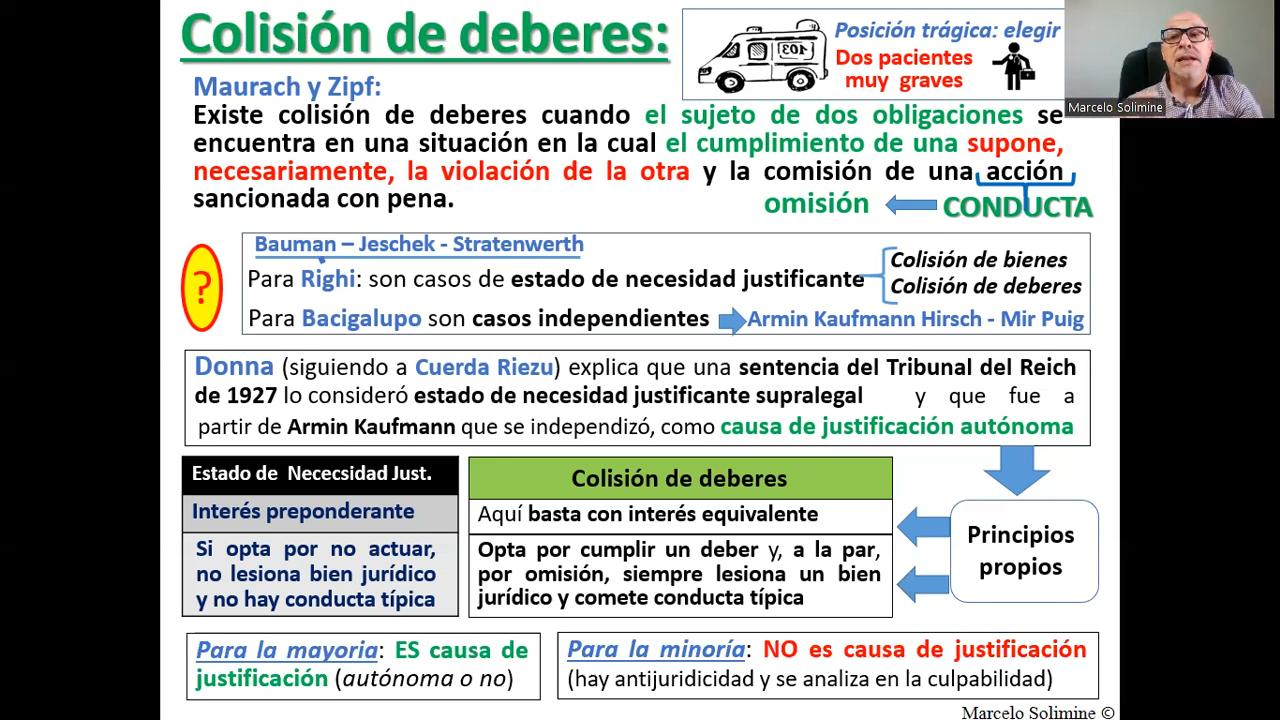 Colisión de deberes:
103
Posición trágica: elegir
Dos pacientes
muy graves
Marcelo Solimine
Maurach y Zipf:
Existe colisión de deberes cuando el sujeto de dos obligaciones se
encuentra en una situación en la cual el cumplimiento de una supone,
necesariamente, la violación de la otra y la comisión de una acción
sancionada con pena.
omisión
CONDUCTA
?
Bauman – Jeschek - Stratenwerth
Para Righi: son casos de estado de necesidad justificante
Colisión de bienes
Colisión de deberes
Para Bacigalupo son casos independientes
Armin Kaufmann Hirsch - Mir Puig
Donna (siguiendo a Cuerda Riezu) explica que una sentencia del Tribunal del Reich
de 1927 lo consideró estado de necesidad justificante supralegal y que fue a
partir de Armin Kaufmann que se independizó, como causa de justificación autónoma
Estado de Nececsidad Just.
Interés preponderante
Si opta por no actuar,
no lesiona bien jurídico
y no hay conducta típica
Colisión de deberes
Aquí basta con interés equivalente
Opta por cumplir un deber y, a la par,
por omisión, siempre lesiona un bien
jurídico y comete conducta típica
Principios
propios
Para la mayoria: ES causa de
justificación (autónoma o no)
Para la minoría: NO es causa de justificación
(hay antijuridicidad y se analiza en la culpabilidad)
Marcelo Solimine ©